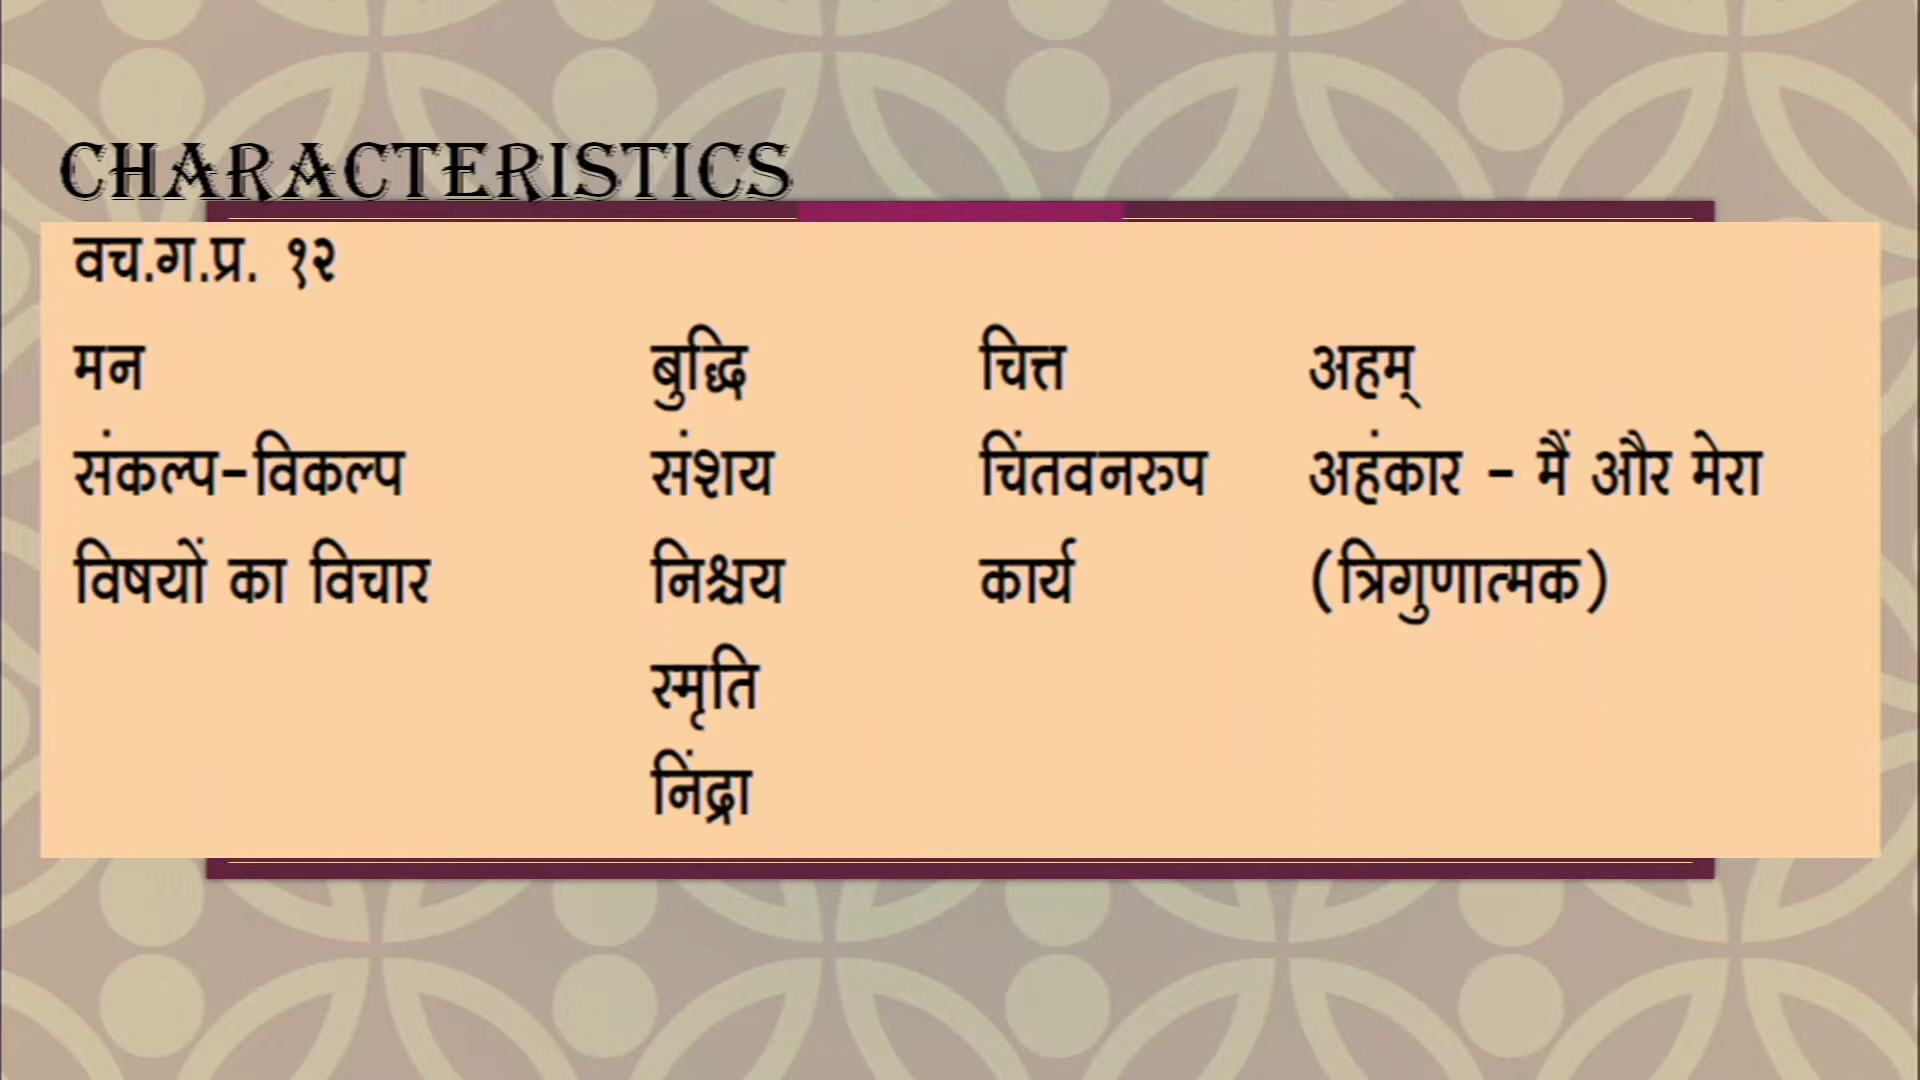 CHARACTERISTICS
वच.ग.प्र. १२
मन बुद्धि चित्त अहम्
संकल्प-विकल्प संशय चिंतवनरुप अहंकार - मैं और मेरा
विषयों का विचार निश्चय कार्य (त्रिगुणात्मक)
स्मृति
निंद्रा